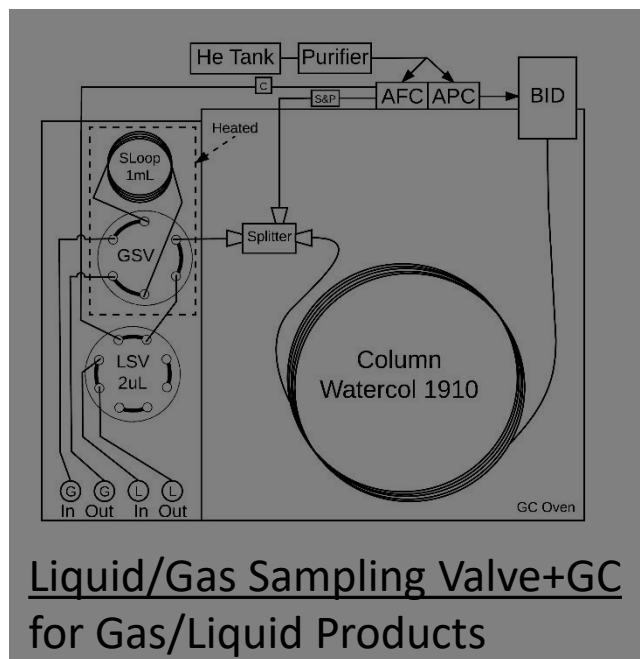 He Tank
Purifier
C
S&P
AFC
APC
BID
Heated
SLoop
1mL
GSV
Splitter
LSV
2uL
Column
Watercol 1910
G
G
L
L
In
Out
In
Out
GC Oven
Liquid/Gas Sampling Valve+GC
for Gas/Liquid Products